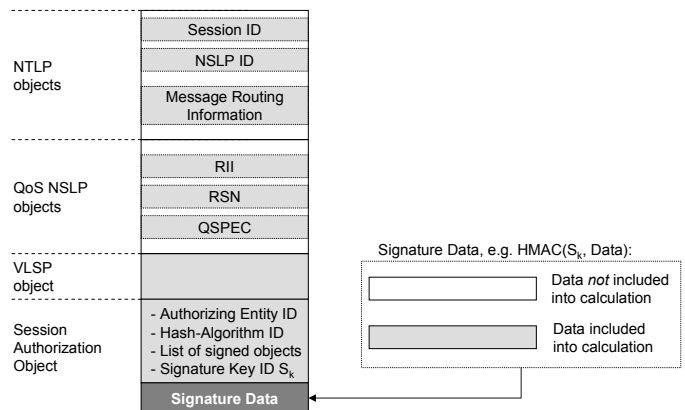 NTLP
objects
Session ID
NSLP ID
Message Routing
Information
QoS NSLP
objects
RII
RSN
QSPEC
VLSP
object
Session
Authorization
Object
- Authorizing Entity ID
- Hash-Algorithm ID
- List of signed objects
- Signature Key ID Sk
Signature Data
Signature Data, e.g. HMAC(Sk, Data):
Data not included
into calculation
Data included
into calculation